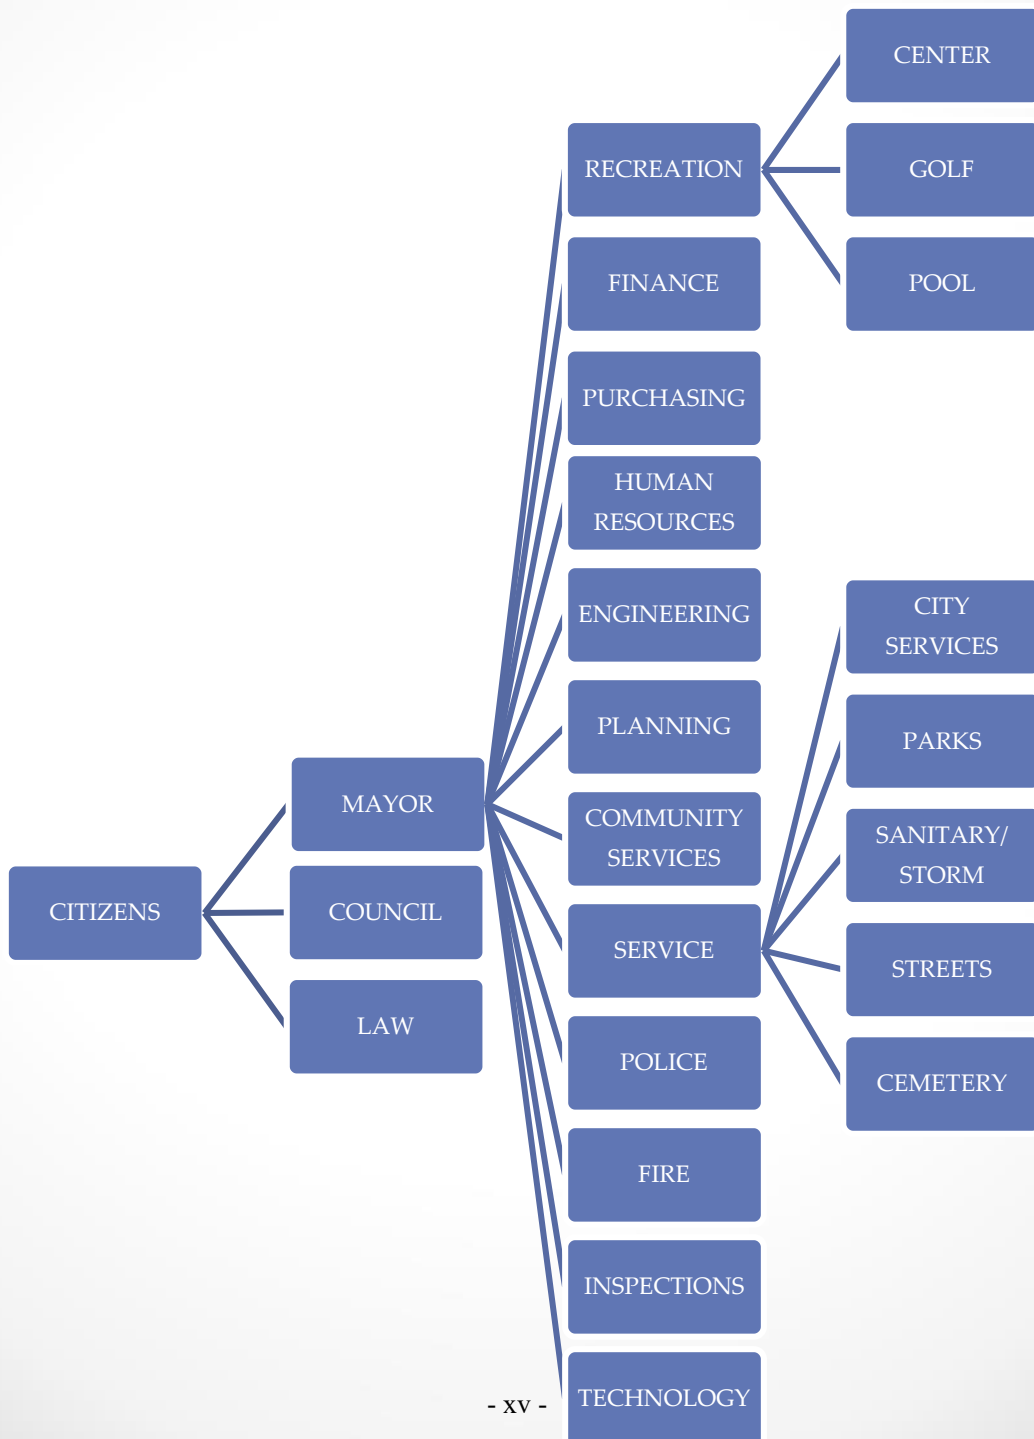 CENTER
RECREATION
GOLF
FINANCE
POOL
PURCHASING
HUMAN
RESOURCES
ENGINEERING
CITY
SERVICES
PLANNING
PARKS
MAYOR
COMMUNITY
SERVICES
SANITARY/
STORM
CITIZENS
COUNCIL
SERVICE
STREETS
LAW
POLICE
CEMETERY
FIRE
INSPECTIONS
TECHNOLOGY
- xv -